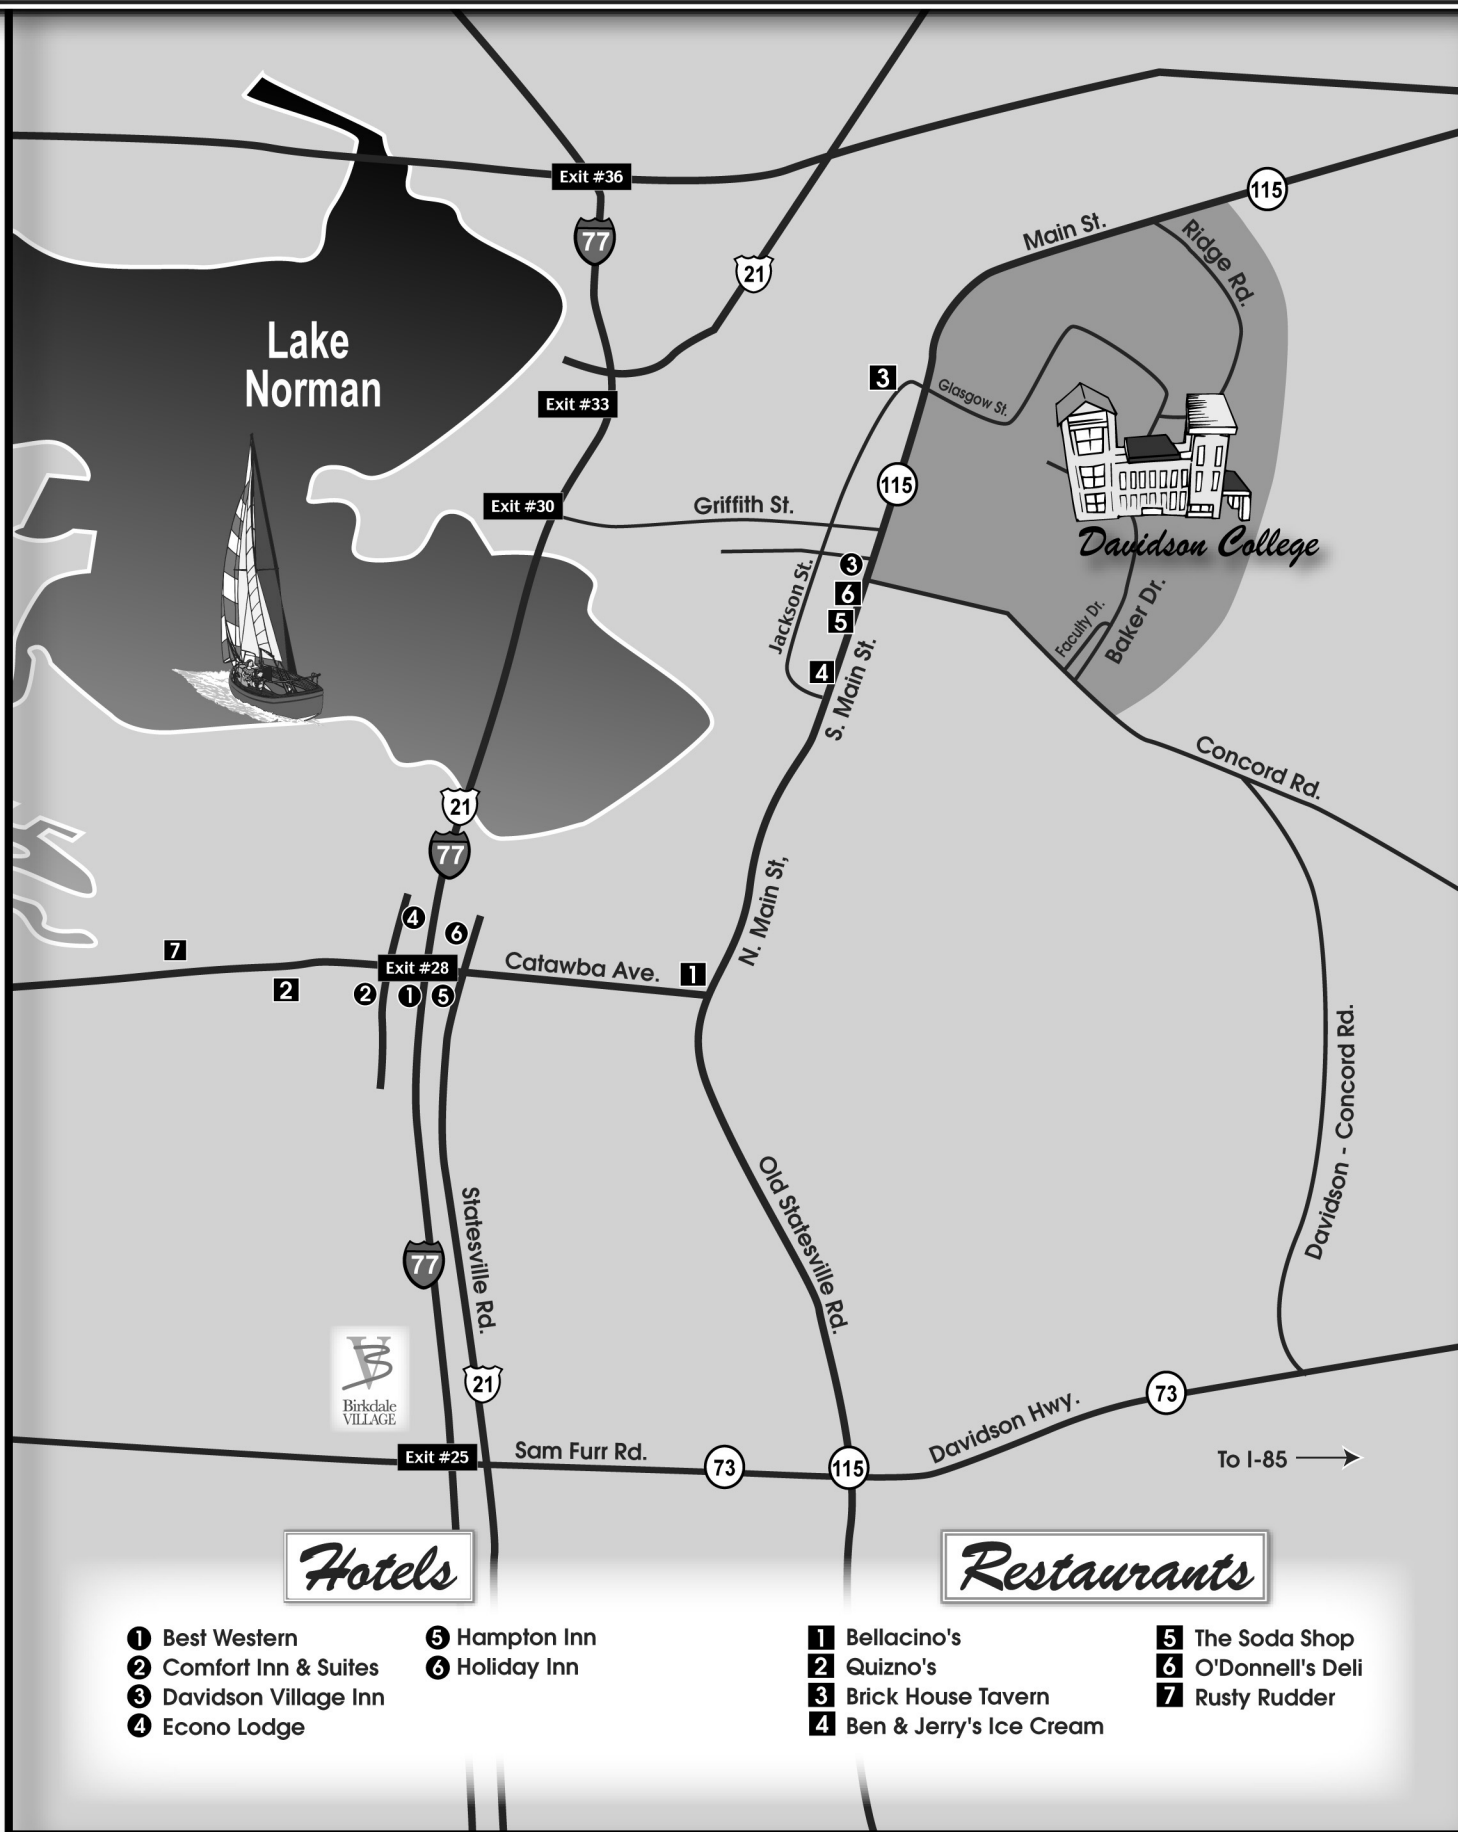 Exit #36
115
77
Main St.
Ridge Rd.
21
Lake
Norman
3
Glasgow St.
Exit #33
115
Exit #30
Griffith St.
Davidson College
3
6
Jackson St.
5
Faculty Dr.
Baker Dr.
4
S. Main St.
Concord Rd.
21
77
N. Main St,
4
6
7
Exit #28
Catawba Ave.
1
2
2
1
5
Davidson - Concord Rd.
Old Statesville Rd.
Statesville Rd.
77
Birkdale
VILLAGE
21
73
Davidson Hwy.
Exit #25
Sam Furr Rd.
73
115
To I-85
Hotels
1 Best Western
2 Comfort Inn & Suites
3 Davidson Village Inn
4 Econo Lodge
5 Hampton Inn
6 Holiday Inn
Restaurants
1 Bellacino's
2 Quizno's
3 Brick House Tavern
4 Ben & Jerry's Ice Cream
5 The Soda Shop
6 O'Donnell's Deli
7 Rusty Rudder